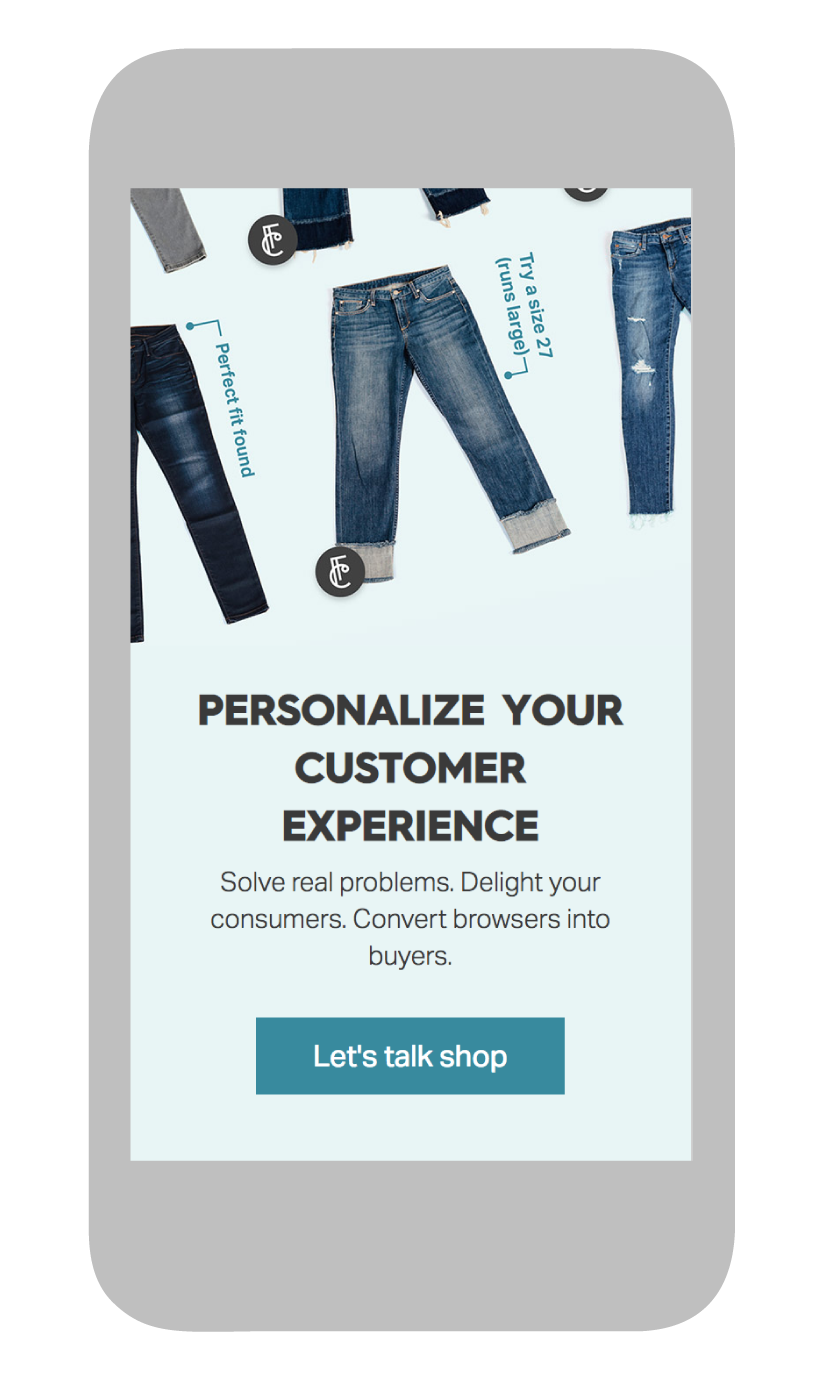 Try a size 27
(runs large)
Perfect fit found
PERSONALIZE YOUR
CUSTOMER
EXPERIENCE
Solve real problems. Delight your
consumers. Convert browsers into
buyers.
Let's talk shop